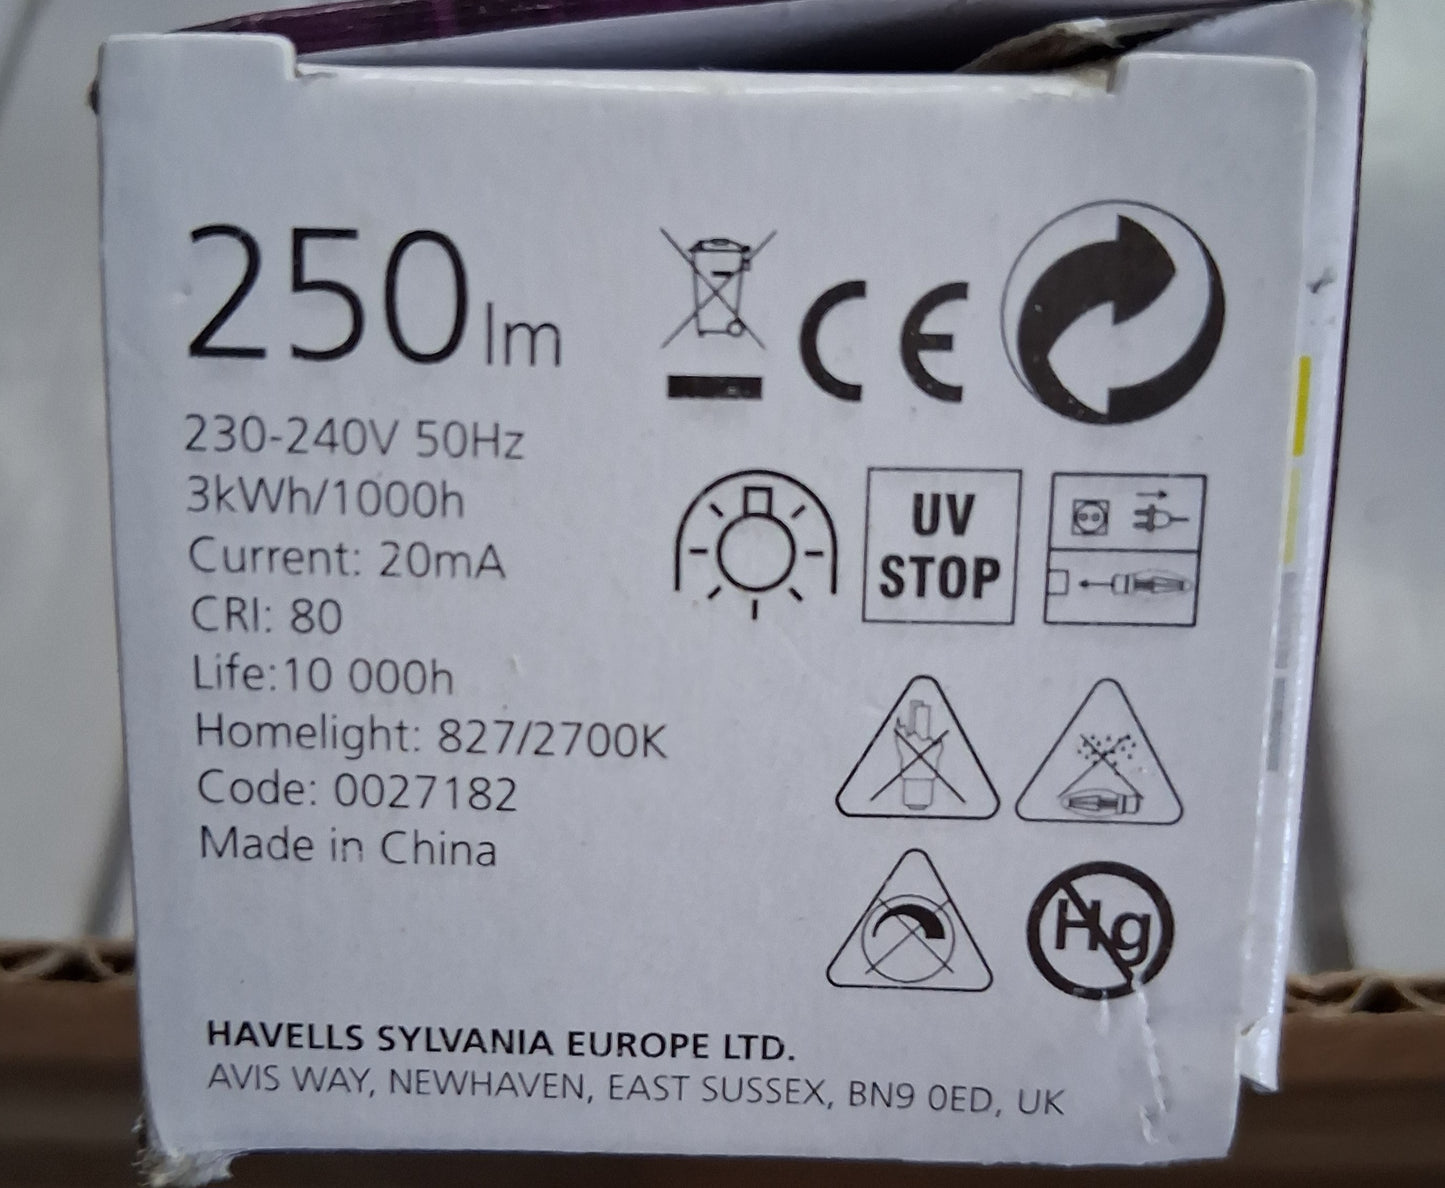 250lm
230-240V 50Hz
3kWh/1000h
Current: 20mA
CRI: 80
Life:10 000h
Homelight: 827/2700K
Code: 0027182
Made in China
CE
UV
STOP
Hg
HAVELLS SYLVANIA EUROPE LTD.
AVIS WAY, NEWHAVEN, EAST SUSSEX, BN9 0ED, UK